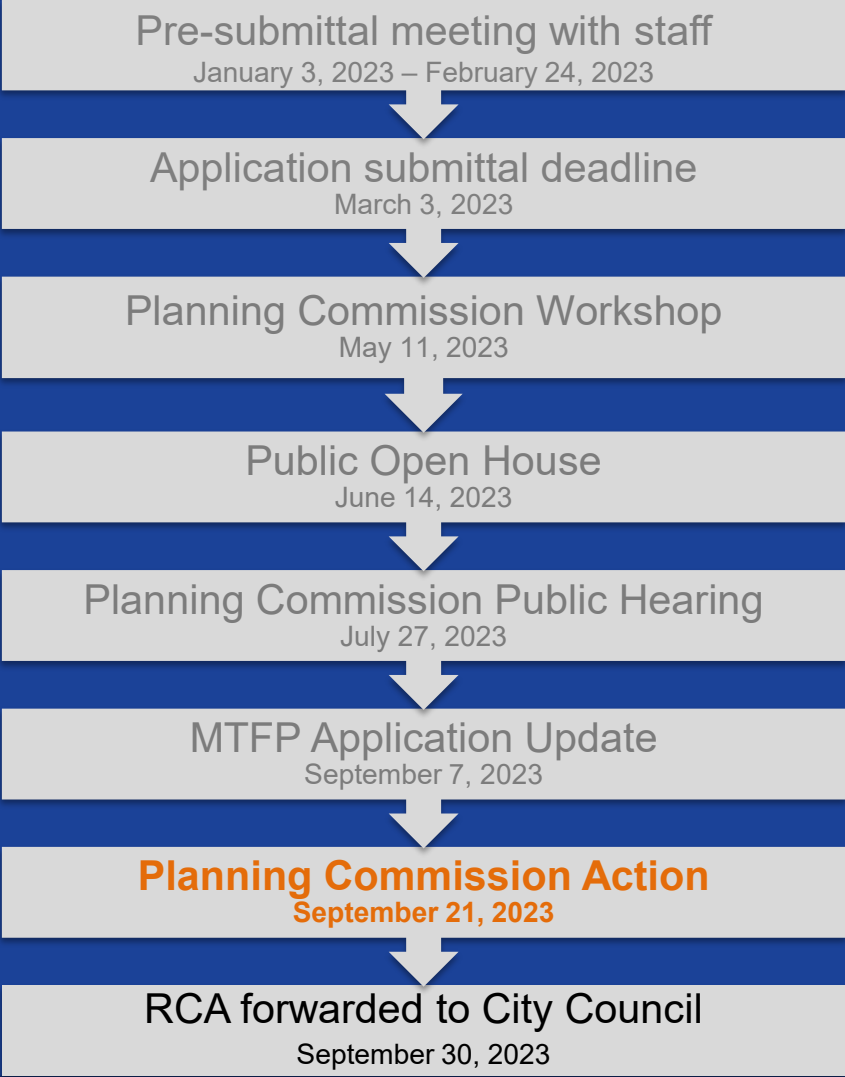 Pre-submittal meeting with staff
January 3, 2023 – February 24, 2023
Application submittal deadline
March 3, 2023
Planning Commission Workshop
May 11, 2023
Public Open House
June 14, 2023
Planning Commission Public Hearing
July 27, 2023
MTFP Application Update
September 7, 2023
Planning Commission Action
September 21, 2023
RCA forwarded to City Council
September 30, 2023